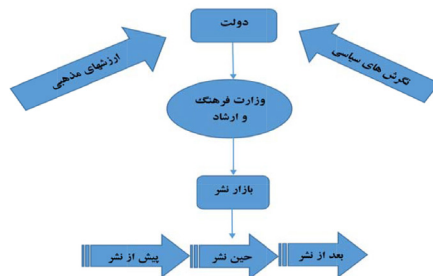 دولت
ارزشهای مذهبی
نگرش های سیاسی
وزارت فرهنگ
و ارشاد
بازار نشر
پیش از نشر
حین نشر
بعد از نشر